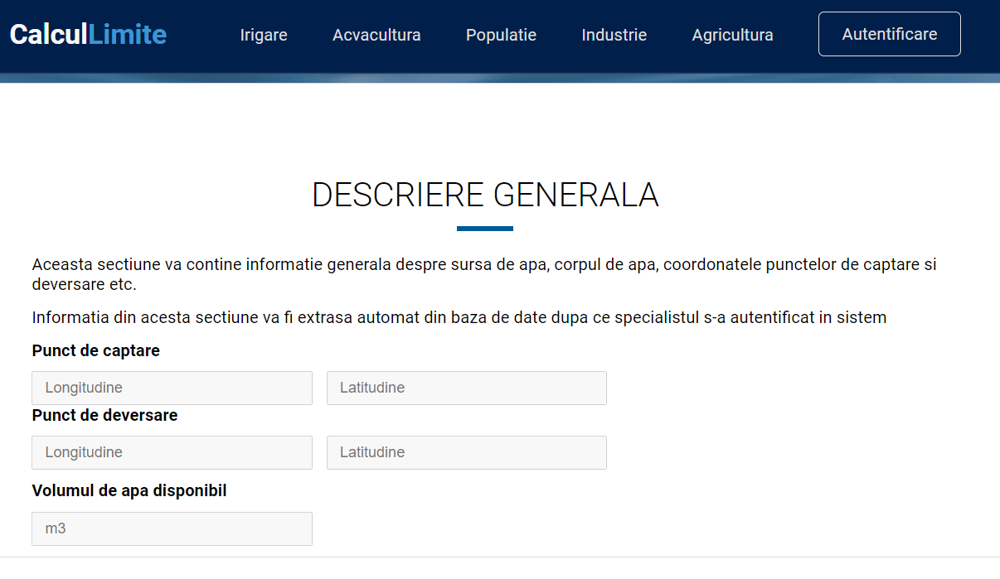 CalculLimite Irigare Acvacultura Populatie Industrie Agricultura Autentificare
DESCRIERE GENERALA
Aceasta sectiune va contine informatie generala despre sursa de apa, corpul de apa, coordonatele punctelor de captare si
deversare etc.
Informatia din acesta sectiune va fi extrasa automat din baza de date dupa ce specialistul s-a autentificat in sistem
Punct de captare
Longitudine Latitudine
Punct de deversare
Longitudine Latitudine
Volumul de apa disponibil
m3